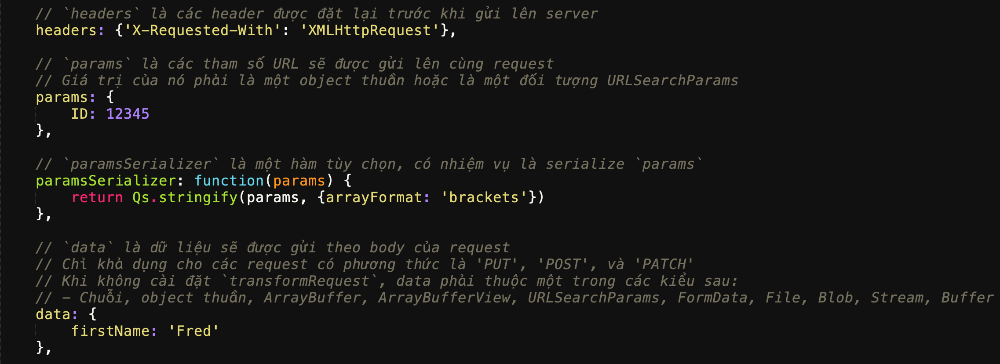 // `headers` là các header được đặt lại trước khi gửi lên server
headers: {'X-Requested-With': 'XMLHttpRequest'},
// `params` là các tham số URL sẽ được gửi lên cùng request
// Giá trị của nó phải là một object thuần hoặc là một đối tượng URLSearchParams
params: {
    ID: 12345
},
// `paramsSerializer` là một hàm tùy chọn, có nhiệm vụ là serialize `params`
paramsSerializer: function(params) {
    return Qs.stringify(params, {arrayFormat: 'brackets'})
},
// `data` là dữ liệu sẽ được gửi theo body của request
// Chỉ khả dụng cho các request có phương thức là 'PUT', 'POST', và 'PATCH'
// Khi không cài đặt `transformRequest`, data phải thuộc một trong các kiểu sau:
// - Chuỗi, object thuần, ArrayBuffer, ArrayBufferView, URLSearchParams, FormData, File, Blob, Stream, Buffer
data: {
    firstName: 'Fred'
},